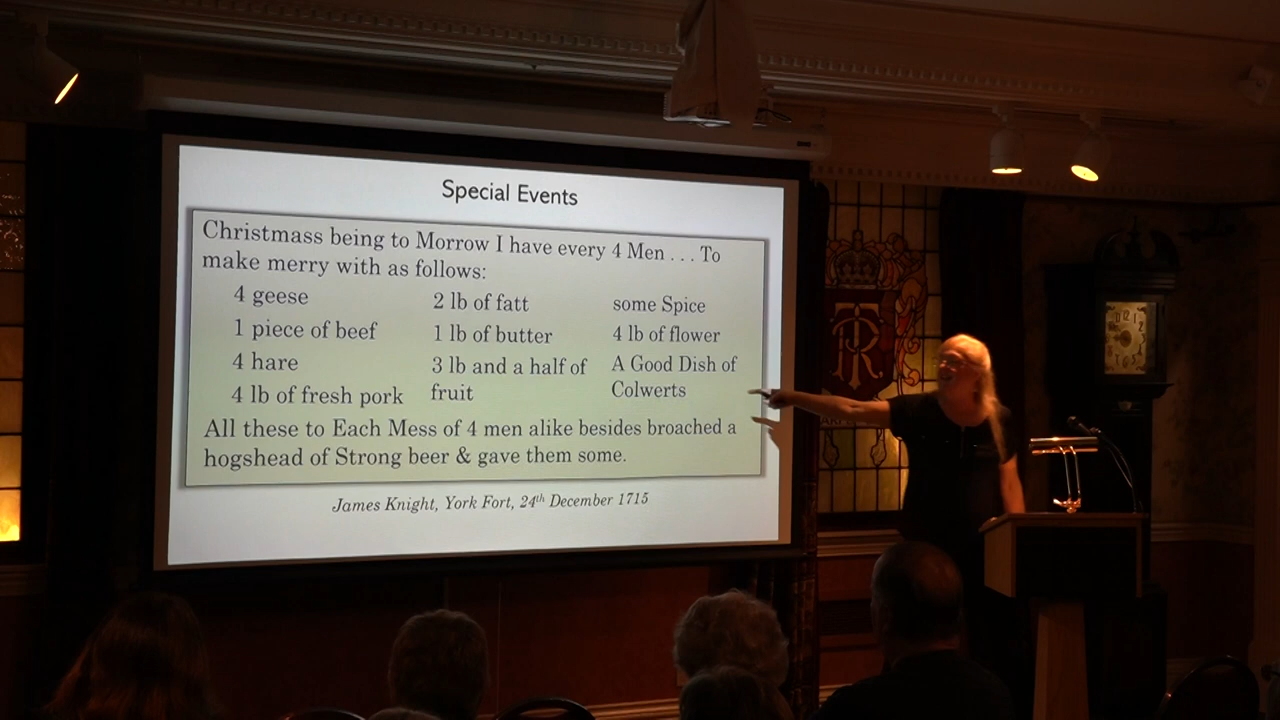 Special Events
Christmass being to Morrow I have every 4 Men . . . To
make merry with as follows:
4 geese
1 piece of beef
4 hare
4 lb of fresh pork
2 lb of fatt
1 lb of butter
3 lb and a half of
fruit
some Spice
4 lb of flower
A Good Dish of
Colwerts
All these to Each Mess of 4 men alike besides broached a
hogshead of Strong beer & gave them some.
James Knight, York Fort, 24th December 1715